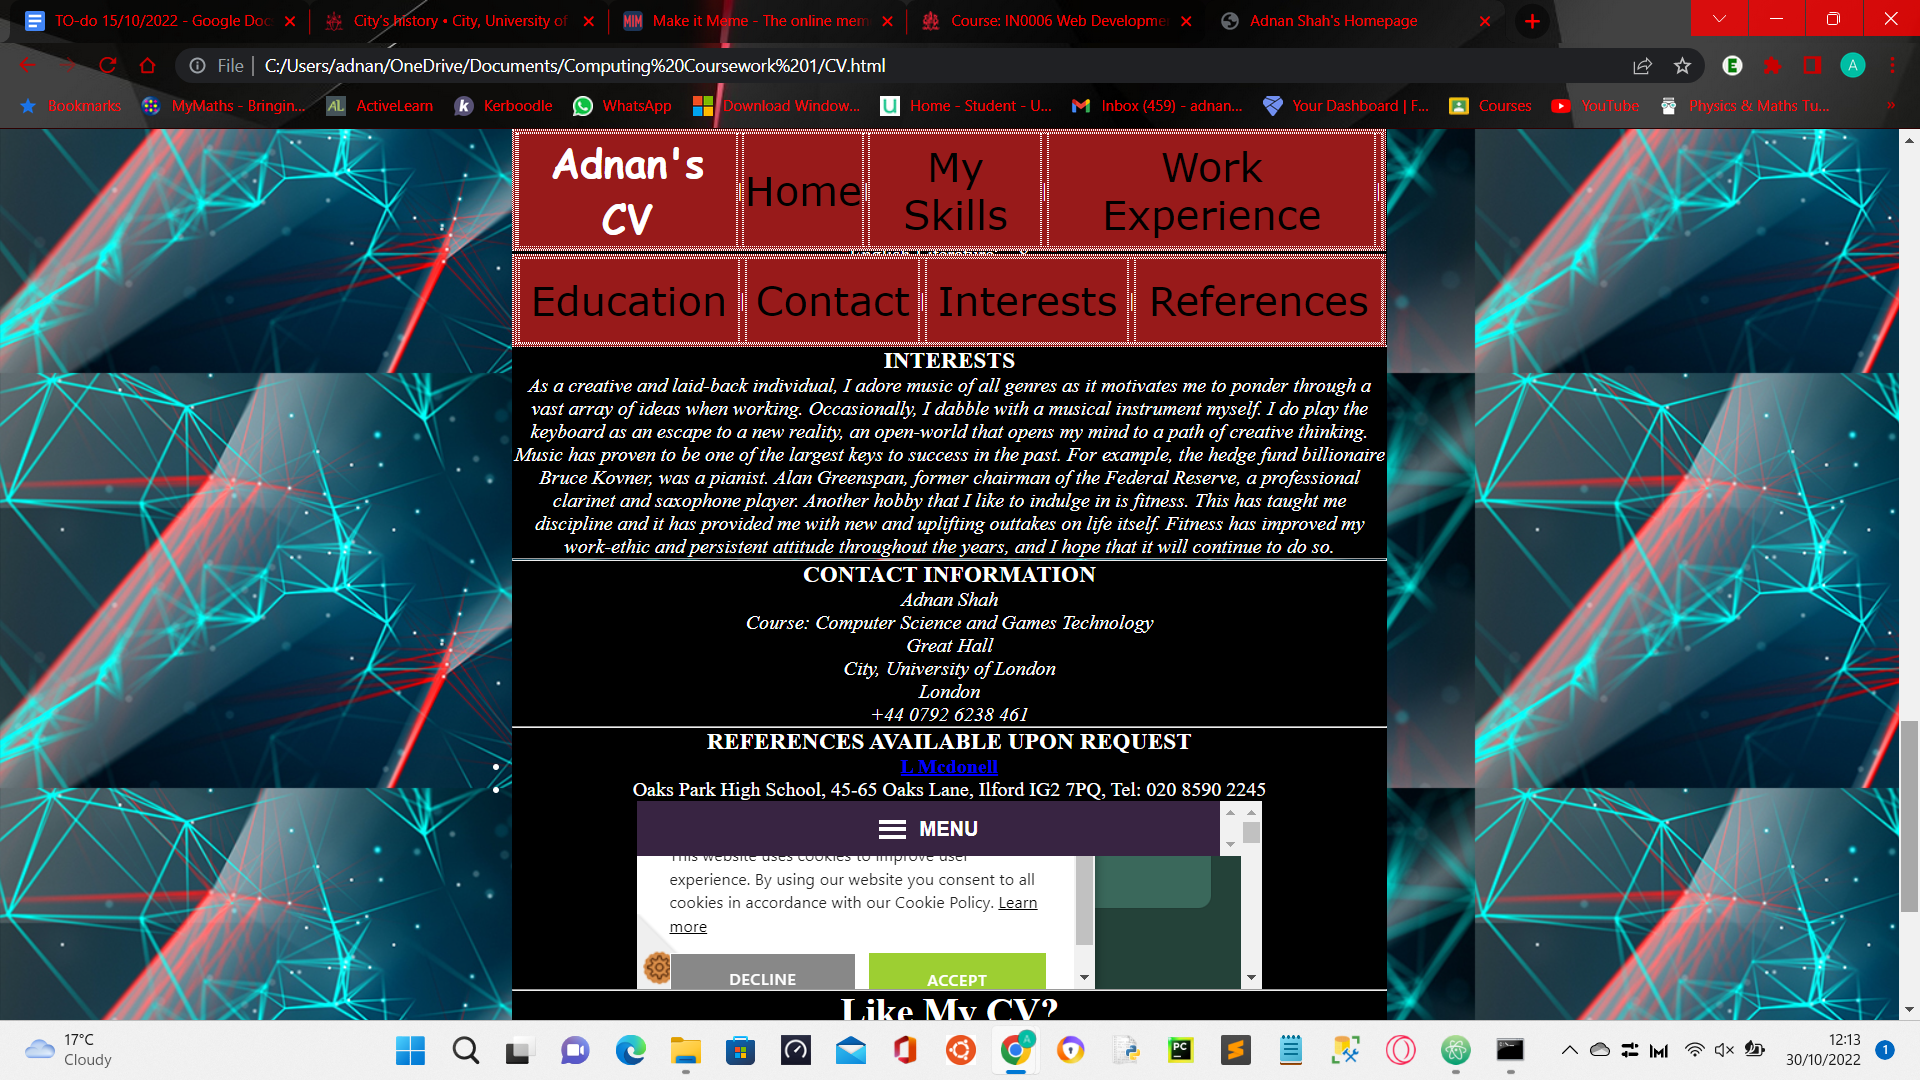 TO-do 15/10/2022 - Google Doc
City's history • City, University of
Make it Meme - The online mem
Course: IN0006 Web Developme
Adnan Shah's Homepage
File
C:/Users/adnan/OneDrive/Documents/Computing%20Coursework%201/CV.html
A
Bookmarks
MyMaths - Bringin...
ActiveLearn
Kerboodle
WhatsApp
Download Window...
Home - Student - U...
Inbox (459) - adnan...
Your Dashboard | F...
Courses
YouTube
Physics & Maths Tu...
»
Adnan's
CV
Home
My
Skills
Work
Experience
Education
Contact
Interests
References
INTERESTS
As a creative and laid-back individual, I adore music of all genres as it motivates me to ponder through a
vast array of ideas when working. Occasionally, I dabble with a musical instrument myself. I do play the
keyboard as an escape to a new reality, an open-world that opens my mind to a path of creative thinking.
Music has proven to be one of the largest keys to success in the past. For example, the hedge fund billionaire
Bruce Kovner, was a pianist. Alan Greenspan, former chairman of the Federal Reserve, a professional
clarinet and saxophone player. Another hobby that I like to indulge in is fitness. This has taught me
discipline and it has provided me with new and uplifting outtakes on life itself. Fitness has improved my
work-ethic and persistent attitude throughout the years, and I hope that it will continue to do so.
CONTACT INFORMATION
Adnan Shah
Course: Computer Science and Games Technology
Great Hall
City, University of London
London
+44 0792 6238 461
REFERENCES AVAILABLE UPON REQUEST
L Mcdonell
Oaks Park High School, 45-65 Oaks Lane, Ilford IG2 7PQ, Tel: 020 8590 2245
MENU
This website uses cookies to improve user
experience. By using our website you consent to all
cookies in accordance with our Cookie Policy. Learn
more
DECLINE
ACCEPT
Like My CV?
17°C
Cloudy
12:13
30/10/2022
1